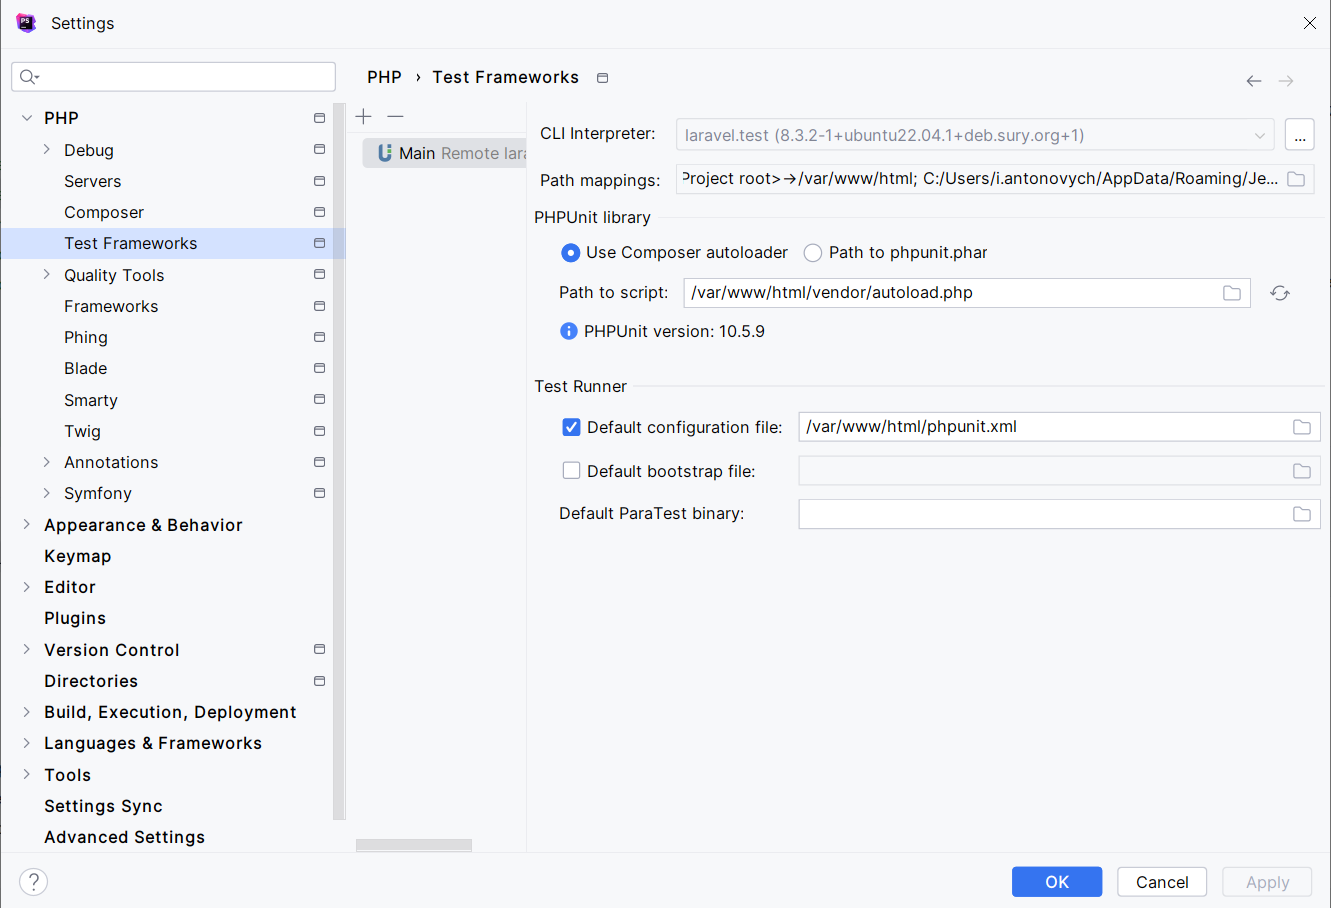 Settings
PHP
Debug
Servers
Composer
Test Frameworks
Quality Tools
Frameworks
Phing
Blade
Smarty
Twig
Annotations
Symfony
Appearance & Behavior
Keymap
Editor
Plugins
Version Control
Directories
Build, Execution, Deployment
Languages & Frameworks
Tools
Settings Sync
Advanced Settings
PHP › Test Frameworks
Main Remote lara
CLI Interpreter: laravel.test (8.3.2-1+ubuntu22.04.1+deb.sury.org+1) ...
Path mappings: Project root>→/var/www/html; C:/Users/i.antonovych/AppData/Roaming/Je...
PHPUnit library
Use Composer autoloader Path to phpunit.phar
Path to script: /var/www/html/vendor/autoload.php
PHPUnit version: 10.5.9
Test Runner
Default configuration file: /var/www/html/phpunit.xml
Default bootstrap file:
Default ParaTest binary:
? OK Cancel Apply